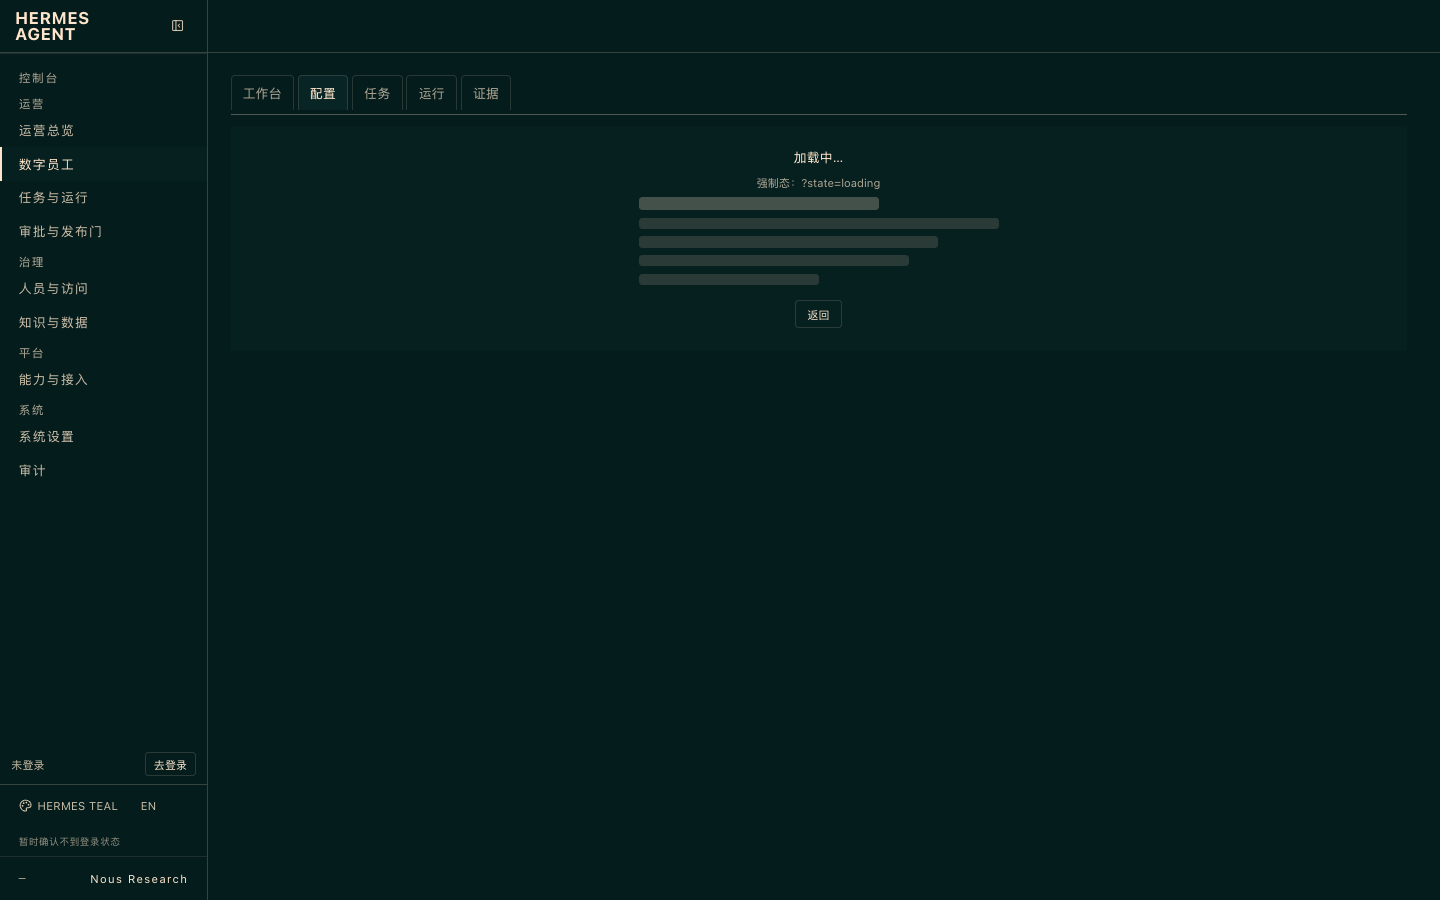 HERMES
AGENT
控制台
运营
运营总览
数字员工
任务与运行
审批与发布门
治理
人员与访问
知识与数据
平台
能力与接入
系统
系统设置
审计
未登录
去登录
HERMES TEAL
EN
暂时确认不到登录状态
–
Nous Research
工作台
配置
任务
运行
证据
加载中...
强制态：?state=loading
返回